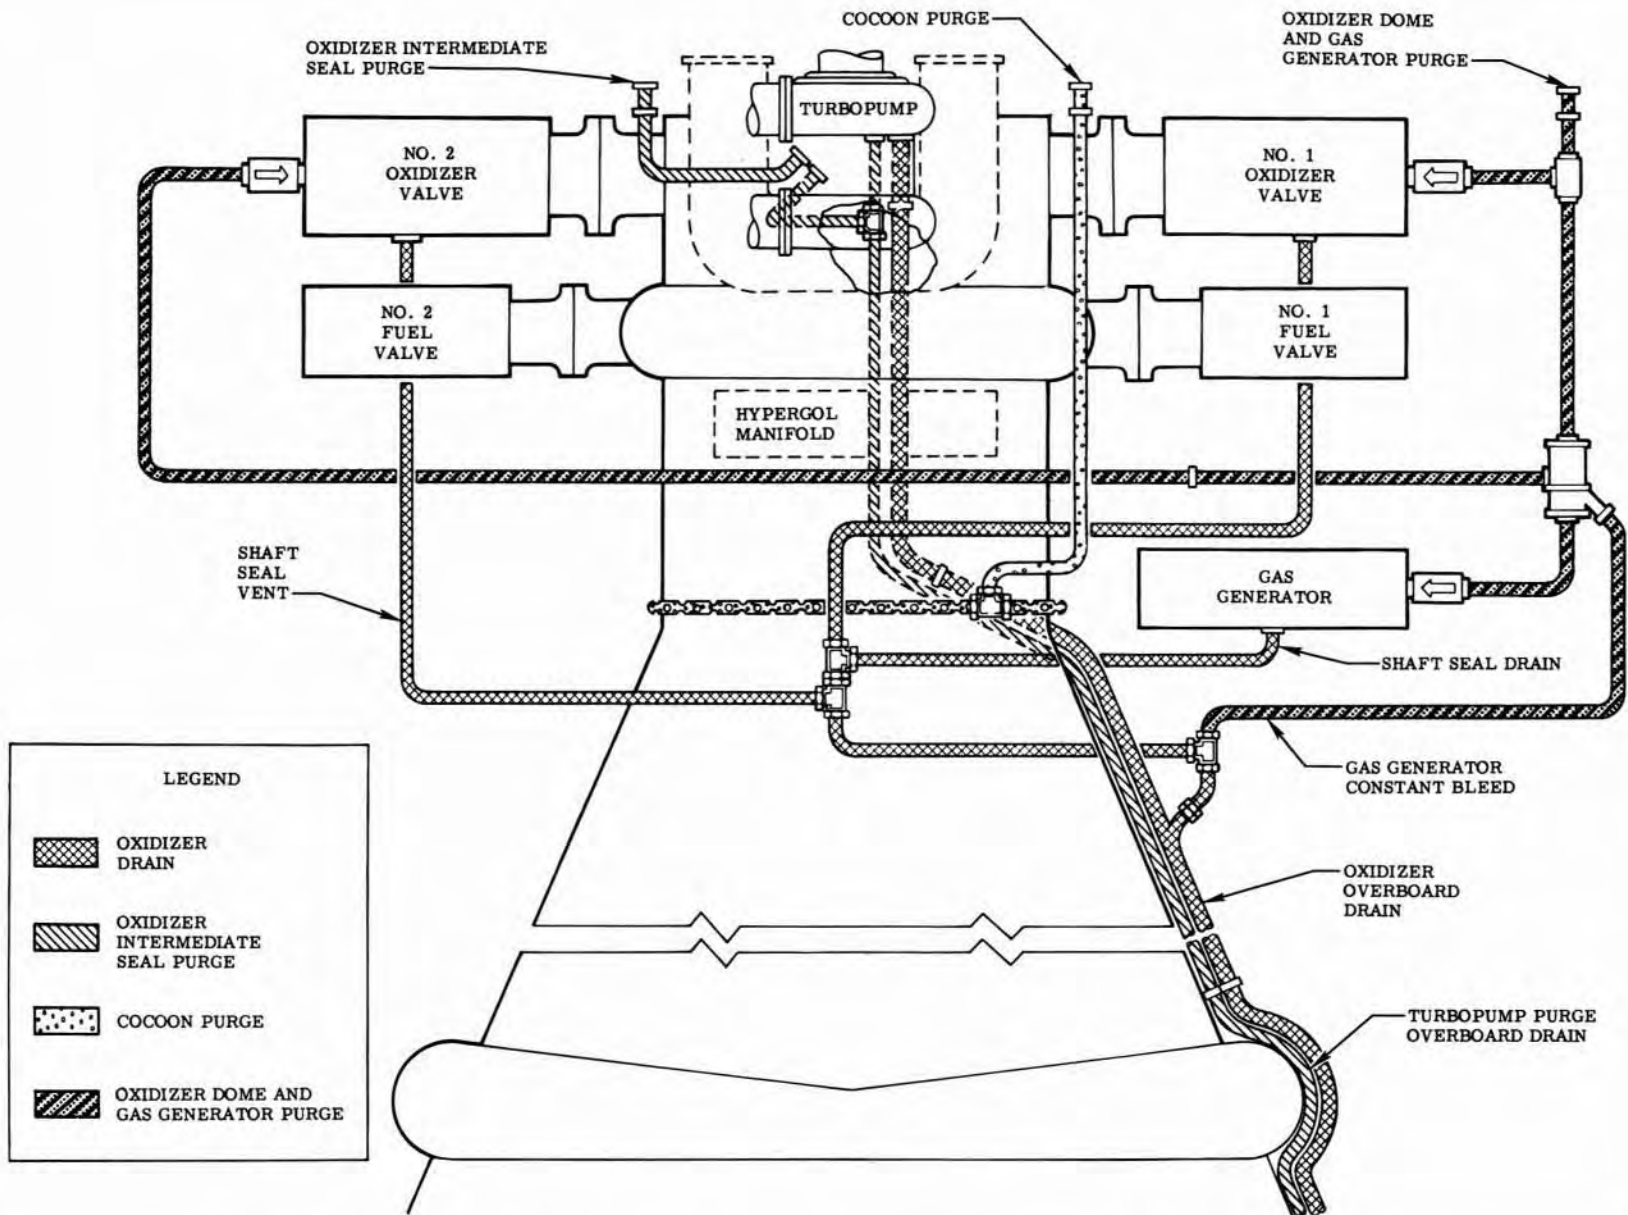 COCOON PURGE
OXIDIZER DOME
AND GAS
GENERATOR PURGE
OXIDIZER INTERMEDIATE
SEAL PURGE
TURBOPUMP
NO. 2
OXIDIZER
VALVE
NO. 1
OXIDIZER
VALVE
NO. 2
FUEL
VALVE
NO. 1
FUEL
VALVE
HYPERGOL
MANIFOLD
SHAFT
SEAL
VENT
GAS
GENERATOR
SHAFT SEAL DRAIN
GAS GENERATOR
CONSTANT BLEED
OXIDIZER
OVERBOARD
DRAIN
TURBOPUMP PURGE
OVERBOARD DRAIN
LEGEND
OXIDIZER
DRAIN
OXIDIZER
INTERMEDIATE
SEAL PURGE
COCOON PURGE
OXIDIZER DOME AND
GAS GENERATOR PURGE